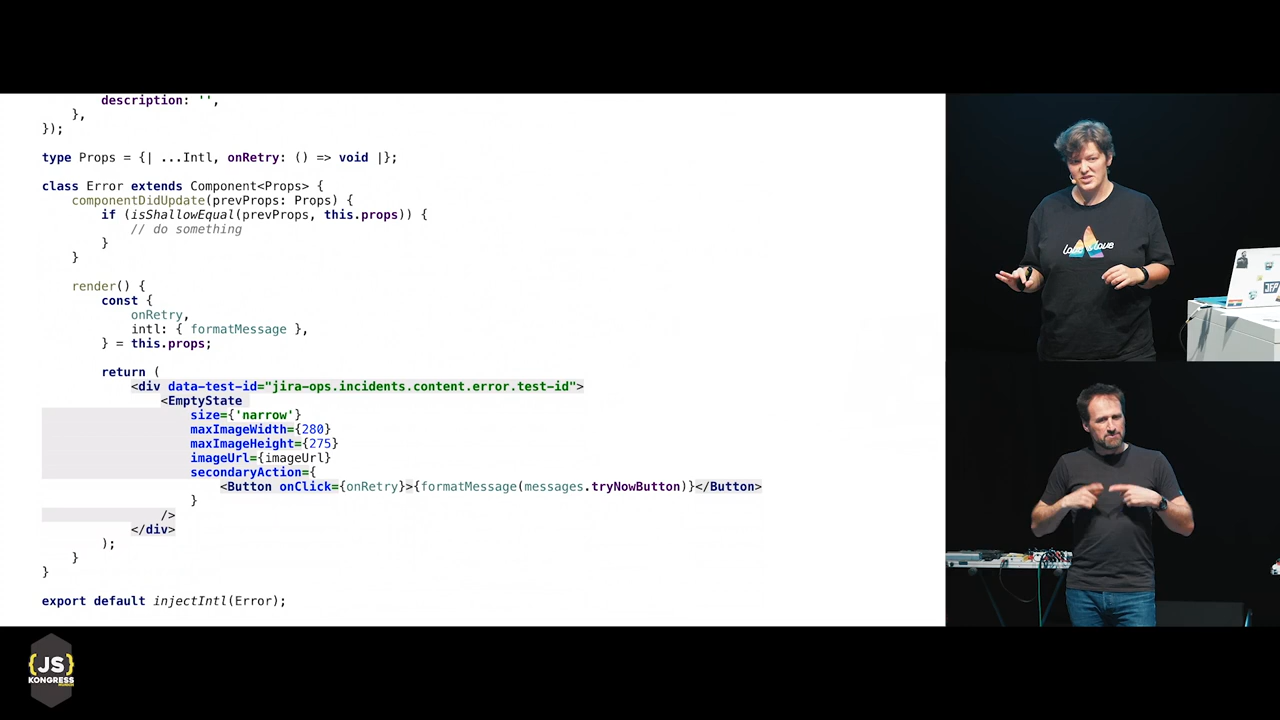 description: '',
},
});
type Props = {| ...Intl, onRetry: () => void |};
class Error extends Component<Props> {
componentDidUpdate(prevProps: Props) {
if (isShallowEqual(prevProps, this.props)) {
// do something
}
}
render() {
const {
onRetry,
intl: { formatMessage },
} = this.props;
return (
<div data-test-id="jira-ops.incidents.content.error.test-id">
<EmptyState
size={'narrow'}
maxImageWidth={280}
maxImageHeight={275}
imageUrl={imageUrl}
secondaryAction={
<Button onClick={onRetry}>{formatMessage(messages.tryNowButton)}</Button>
}
/>
</div>
);
}
}
export default injectIntl(Error);
{JS}
KONGRESS